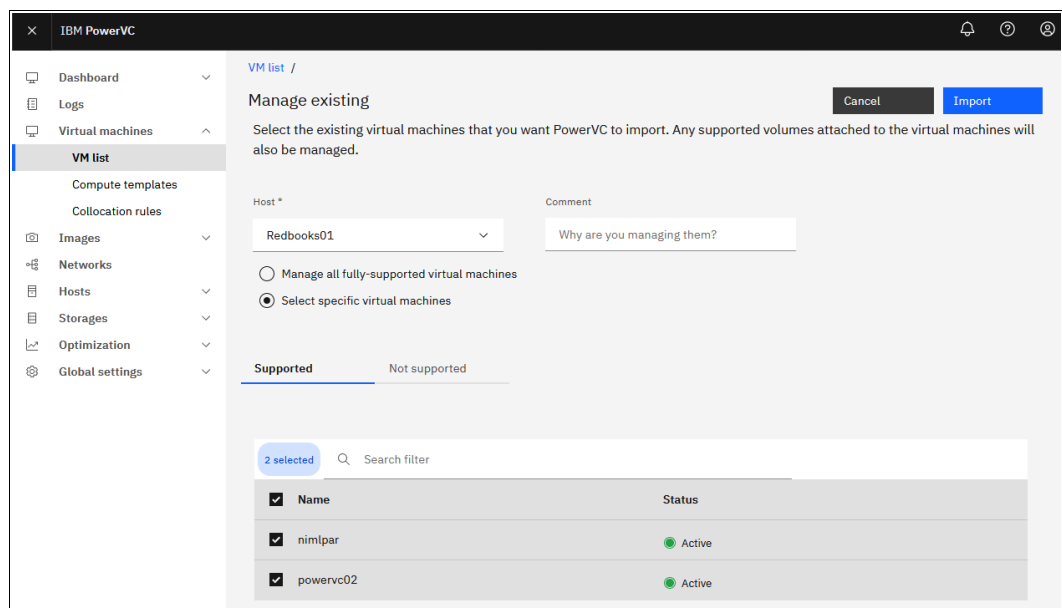 IBM PowerVC
Dashboard
Logs
Virtual machines
VM list
Compute templates
Collocation rules
Images
Networks
Hosts
Storages
Optimization
Global settings
VM list /
Manage existing
Cancel
Import
Select the existing virtual machines that you want PowerVC to import. Any supported volumes attached to the virtual machines will
also be managed.
Host *
Comment
Redbooks01
Why are you managing them?
Manage all fully-supported virtual machines
Select specific virtual machines
Supported
Not supported
2 selected
Search filter
Name
Status
nimlpar
Active
powervc02
Active